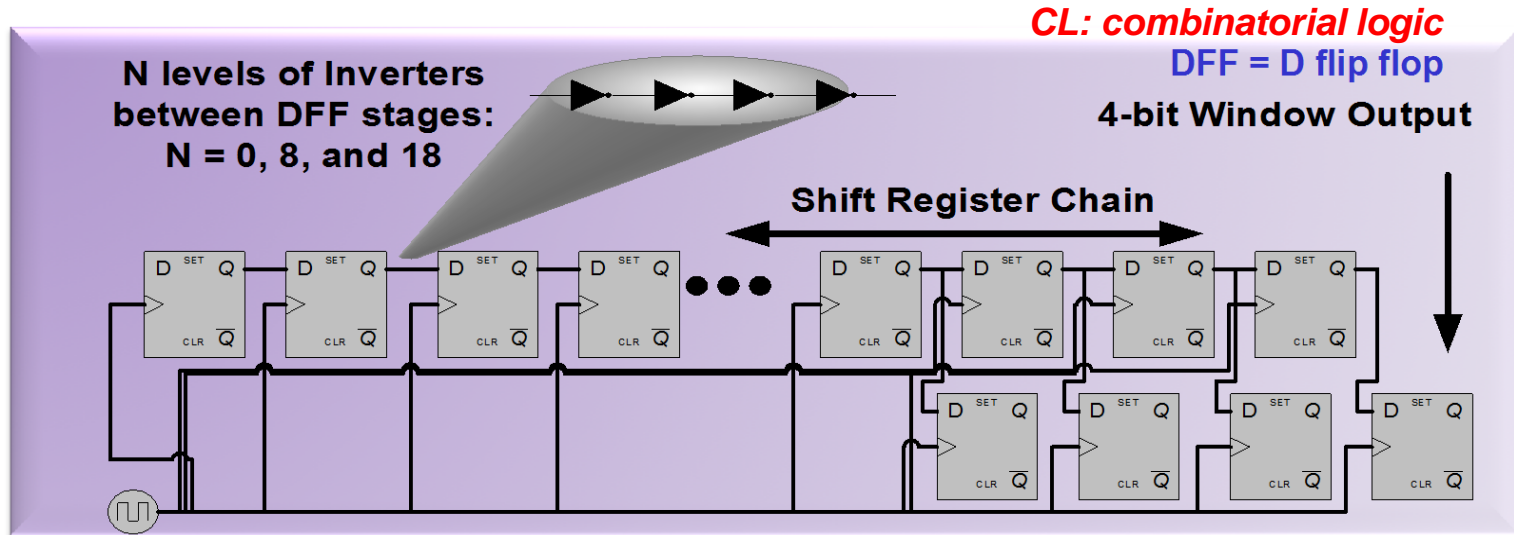 CL: combinatorial logic
DFF = D flip flop
N levels of Inverters
between DFF stages:
N = 0, 8, and 18
4-bit Window Output
Shift Register Chain
D SET Q D SET Q D SET Q D SET Q D SET Q D SET Q D SET Q D SET Q
CLR Q̅ CLR Q̅ CLR Q̅ CLR Q̅ CLR Q̅ CLR Q̅ CLR Q̅ CLR Q̅
D SET Q D SET Q D SET Q D SET Q
CLR Q̅ CLR Q̅ CLR Q̅ CLR Q̅